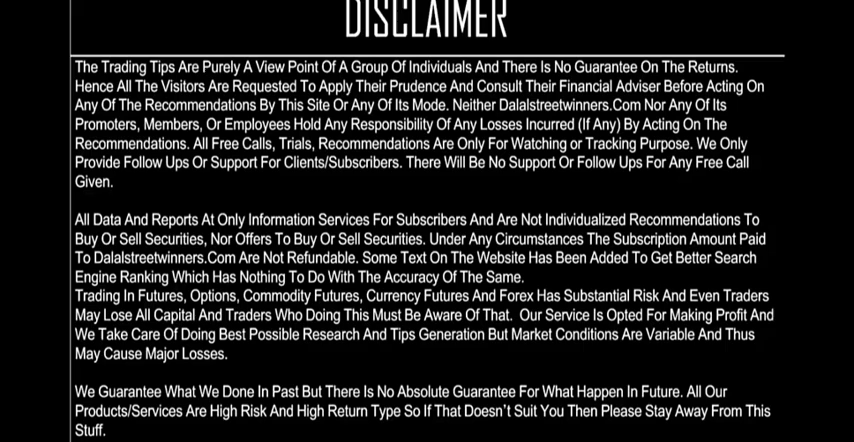 DISCLAIMER
The Trading Tips Are Purely A View Point Of A Group Of Individuals And There Is No Guarantee On The Returns.
Hence All The Visitors Are Requested To Apply Their Prudence And Consult Their Financial Adviser Before Acting On
Any Of The Recommendations By This Site Or Any Of Its Mode. Neither Dalalstreetwinners.Com Nor Any Of Its
Promoters, Members, Or Employees Hold Any Responsibility Of Any Losses Incurred (If Any) By Acting On The
Recommendations. All Free Calls, Trials, Recommendations Are Only For Watching or Tracking Purpose. We Only
Provide Follow Ups Or Support For Clients/Subscribers. There Will Be No Support Or Follow Ups For Any Free Call
Given.
All Data And Reports At Only Information Services For Subscribers And Are Not Individualized Recommendations To
Buy Or Sell Securities, Nor Offers To Buy Or Sell Securities. Under Any Circumstances The Subscription Amount Paid
To Dalalstreetwinners.Com Are Not Refundable. Some Text On The Website Has Been Added To Get Better Search
Engine Ranking Which Has Nothing To Do With The Accuracy Of The Same.
Trading In Futures, Options, Commodity Futures, Currency Futures And Forex Has Substantial Risk And Even Traders
May Lose All Capital And Traders Who Doing This Must Be Aware Of That. Our Service Is Opted For Making Profit And
We Take Care Of Doing Best Possible Research And Tips Generation But Market Conditions Are Variable And Thus
May Cause Major Losses.
We Guarantee What We Done In Past But There Is No Absolute Guarantee For What Happen In Future. All Our
Products/Services Are High Risk And High Return Type So If That Doesn't Suit You Then Please Stay Away From This
Stuff.